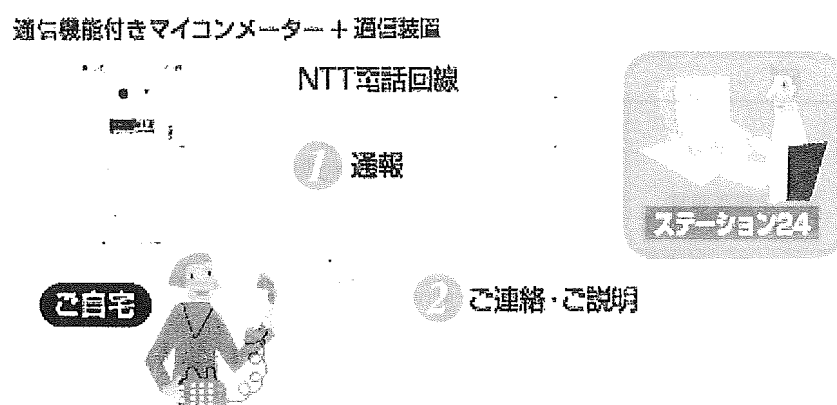 通信機能付きマイコンメーター＋通信装置
NTT電話回線
1 通報
ステーション24
ご自宅
2 ご連絡・ご説明